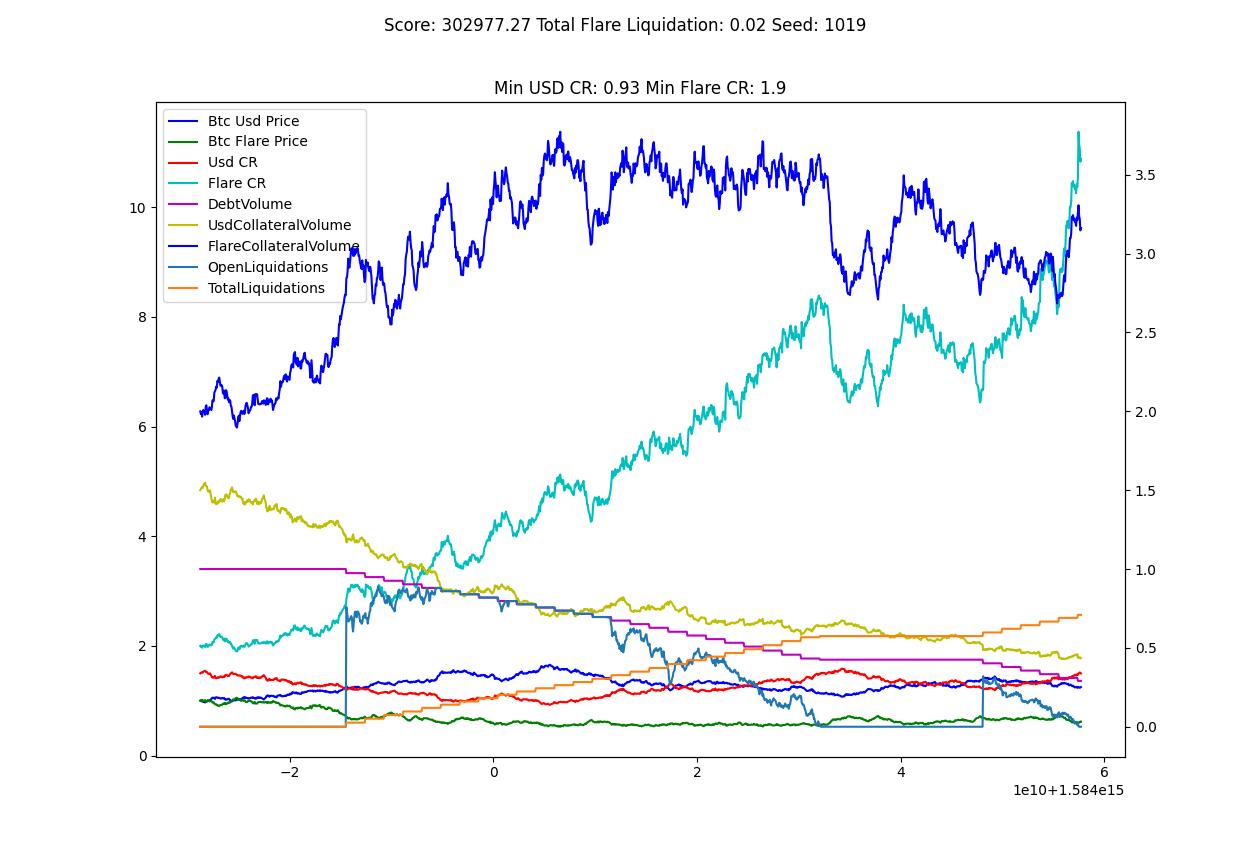 Score: 302977.27 Total Flare Liquidation: 0.02 Seed: 1019
Min USD CR: 0.93 Min Flare CR: 1.9
Btc Usd Price
Btc Flare Price
Usd CR
Flare CR
DebtVolume
UsdCollateralVolume
FlareCollateralVolume
OpenLiquidations
TotalLiquidations
10
8
6
4
2
0
3.5
3.0
2.5
2.0
1.5
1.0
0.5
0.0
−2
0
2
4
6
1e10+1.584e15